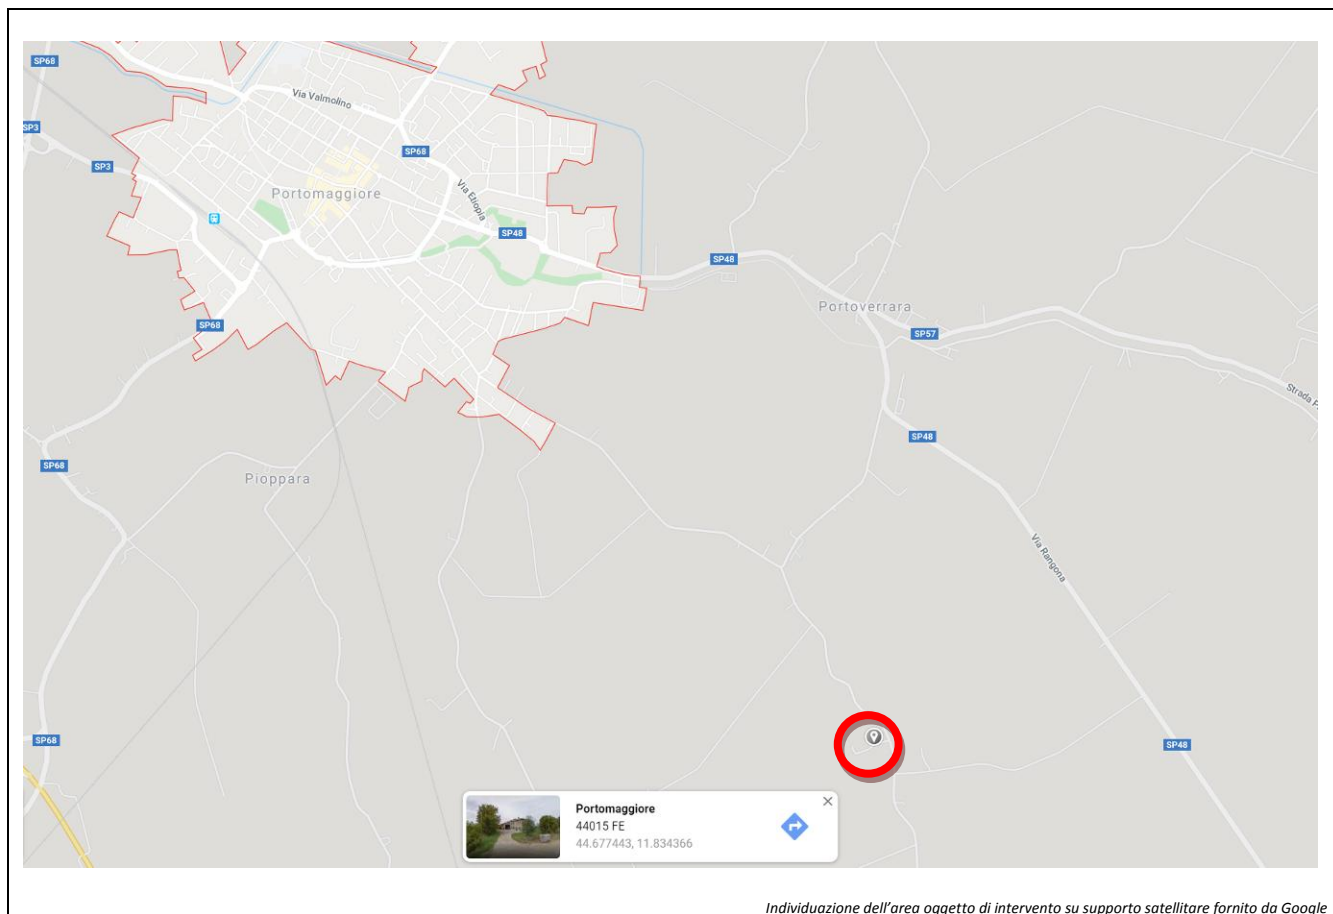 SP68
Via Valmolino
SP3
SP68
SP3
Via Etiopia
Portomaggiore
SP48
SP48
Portoverrara
SP68
SP57
Strada P
SP48
SP68
Pioppara
Via Rangona
SP68
SP48
Portomaggiore
44015 FE
44.677443, 11.834366
Individuazione dell'area oggetto di intervento su supporto satellitare fornito da Google